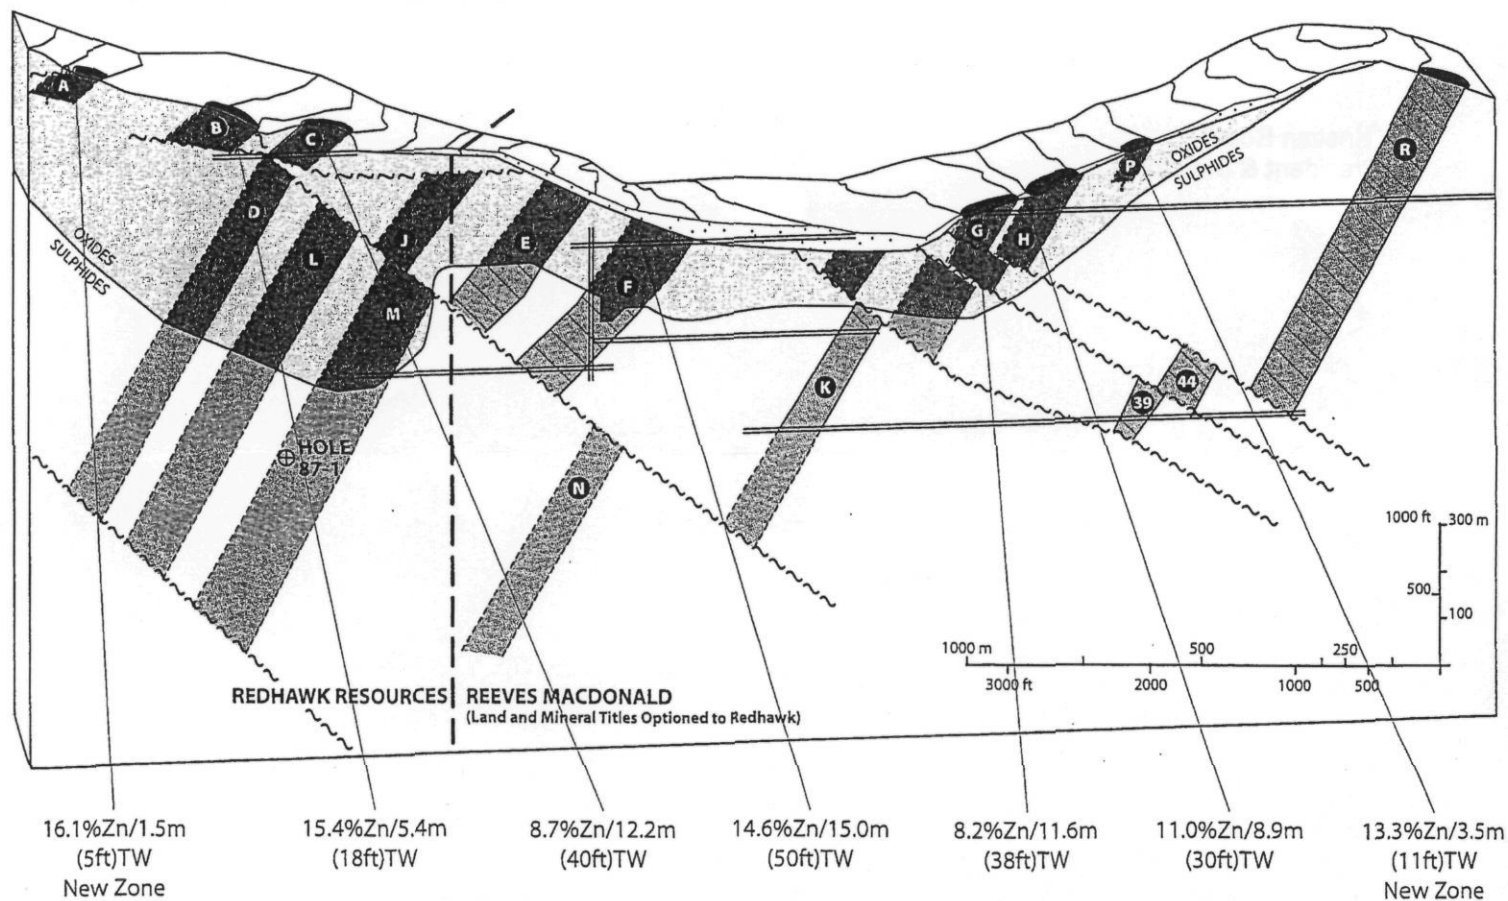 A
B
C
D
L
J
M
E
F
G
H
P
R
K
N
39
44
OXIDES
SULPHIDES
OXIDES
SULPHIDES
HOLE
87-1
1000 ft
300 m
500
100
1000 m
500
250
3000 ft
2000
1000
500
REDHAWK RESOURCES
REEVES MACDONALD
(Land and Mineral Titles Optioned to Redhawk)
16.1%Zn/1.5m
(5ft)TW
New Zone
15.4%Zn/5.4m
(18ft)TW
8.7%Zn/12.2m
(40ft)TW
14.6%Zn/15.0m
(50ft)TW
8.2%Zn/11.6m
(38ft)TW
11.0%Zn/8.9m
(30ft)TW
13.3%Zn/3.5m
(11ft)TW
New Zone